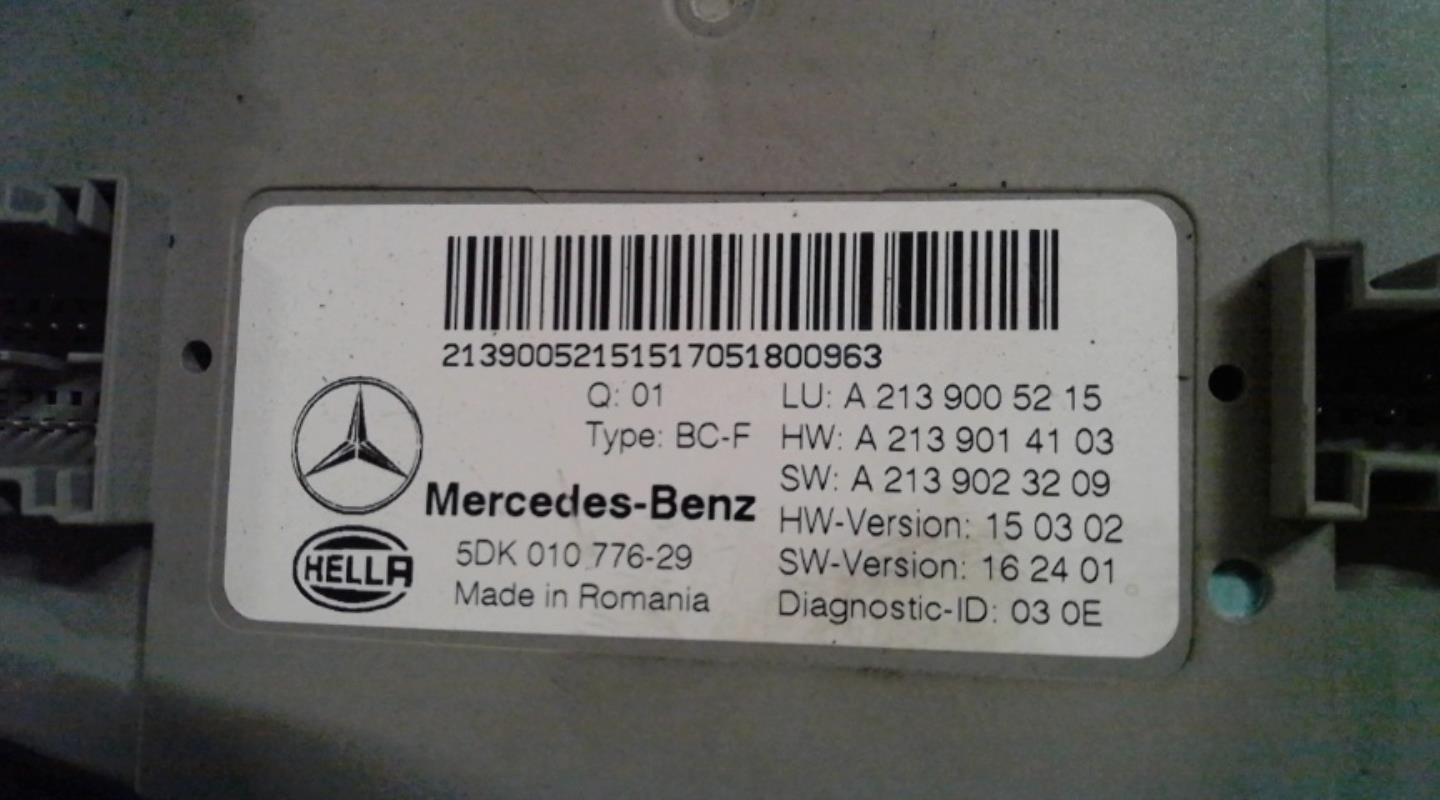 2139005215151705180096​3
Q: 01
Type: BC-F
Mercedes-Benz
HELLA
5DK 010 776-29
Made in Romania
LU: A 213 900 52 15
HW: A 213 901 41 03
SW: A 213 902 32 09
HW-Version: 15 03 02
SW-Version: 16 24 01
Diagnostic-ID: 03 0E